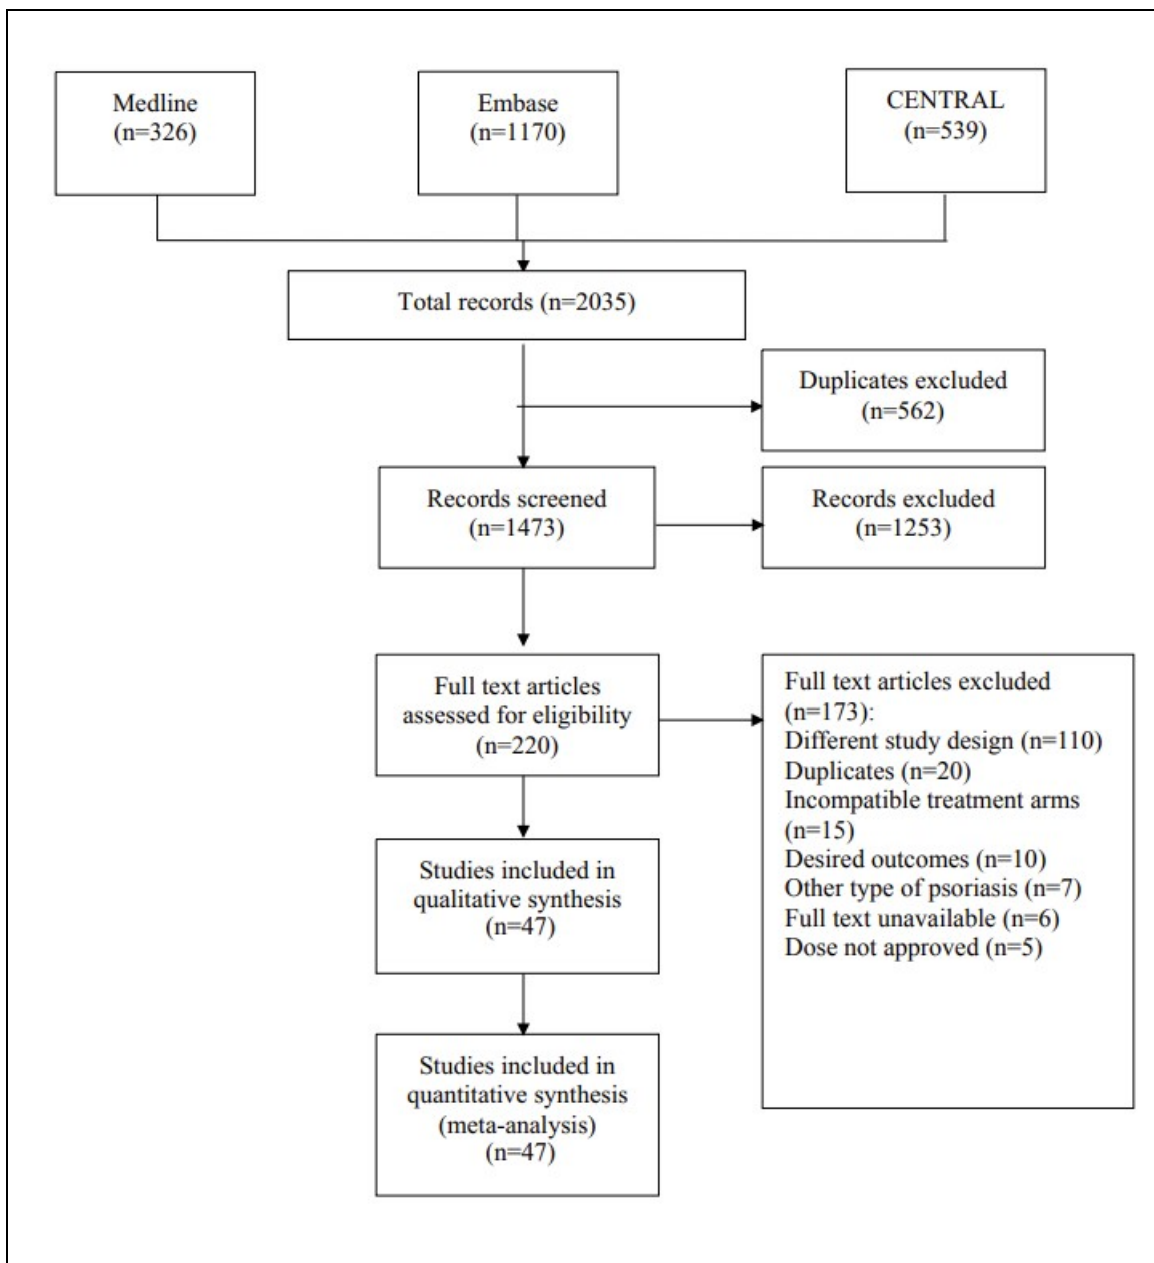 Medline
(n=326)
Embase
(n=1170)
CENTRAL
(n=539)
Total records (n=2035)
Duplicates excluded
(n=562)
Records screened
(n=1473)
Records excluded
(n=1253)
Full text articles
assessed for eligibility
(n=220)
Full text articles excluded
(n=173):
Different study design (n=110)
Duplicates (n=20)
Incompatible treatment arms
(n=15)
Desired outcomes (n=10)
Other type of psoriasis (n=7)
Full text unavailable (n=6)
Dose not approved (n=5)
Studies included in
qualitative synthesis
(n=47)
Studies included in
quantitative synthesis
(meta-analysis)
(n=47)